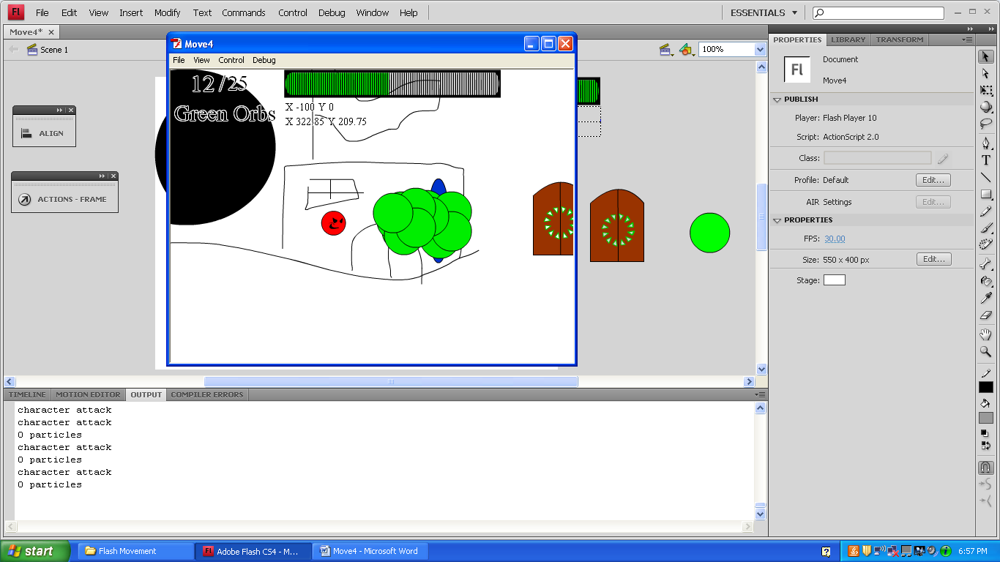 Fl File Edit View Insert Modify Text Commands Control Debug Window Help ESSENTIALS
Move4*
Scene 1
100%
ALIGN
ACTIONS - FRAME
Move4
File View Control Debug
12/25
Green Orbs
X -100 Y 0
X 322.85 Y 209.75
PROPERTIES LIBRARY TRANSFORM
Fl
Document
Move4
PUBLISH
Player: Flash Player 10
Script: ActionScript 2.0
Class:
Profile: Default Edit...
AIR Settings Edit...
PROPERTIES
FPS: 30.00
Size: 550 x 400 px Edit...
Stage:
T
TIMELINE MOTION EDITOR OUTPUT COMPILER ERRORS
character attack
character attack
0 particles
character attack
0 particles
character attack
0 particles
start Flash Movement Fl Adobe Flash CS4 - M... Move4 - Microsoft Word 6:57 PM